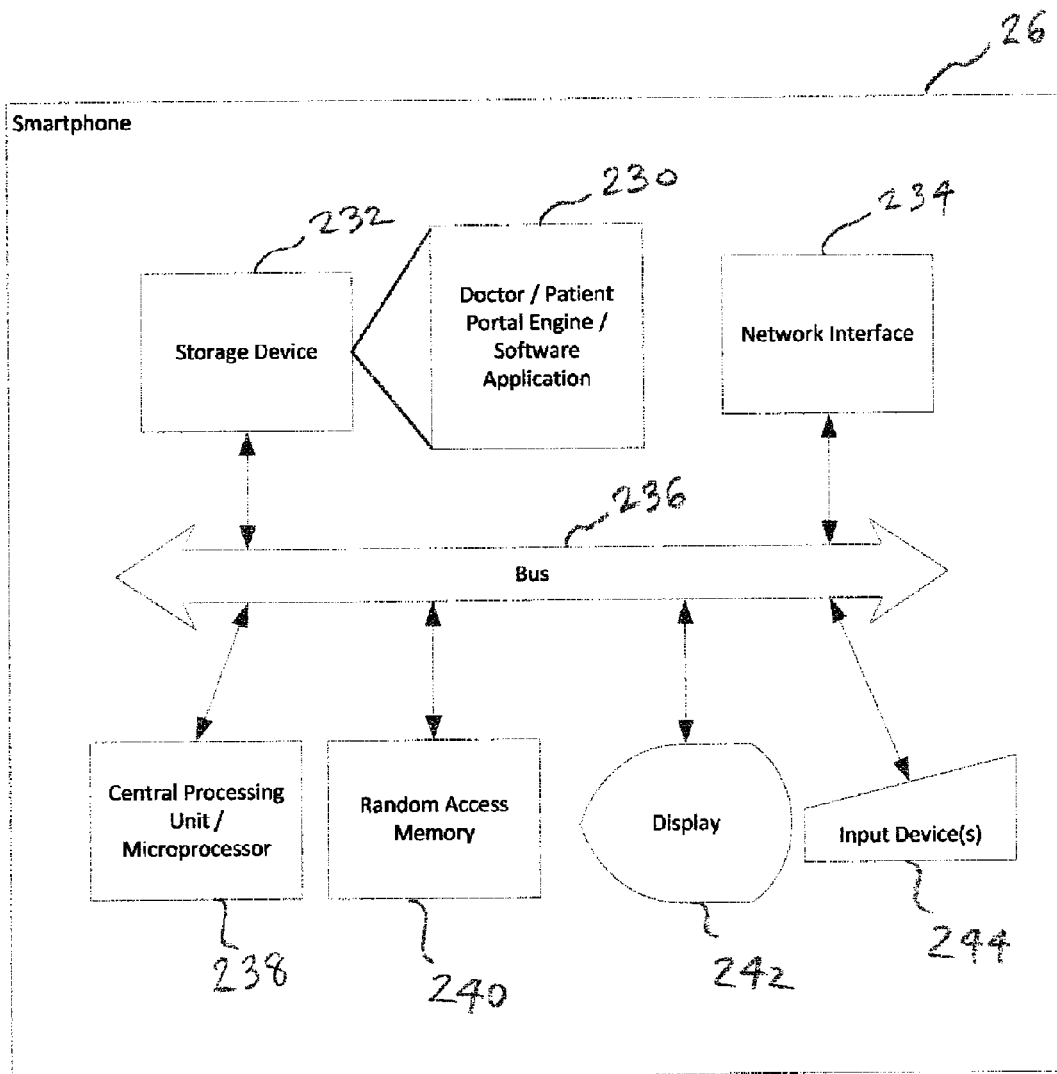 26
Smartphone
230
232
234
Doctor / Patient
Portal Engine /
Software
Application
Storage Device
Network Interface
236
Bus
Central Processing
Unit /
Microprocessor
Random Access
Memory
Display
Input Device(s)
238
240
242
244